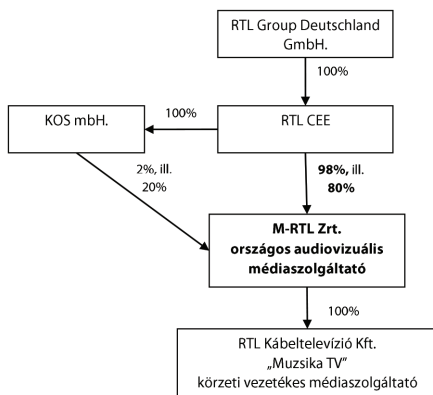 RTL Group Deutschland
GmbH.
100%
KOS mbH.
100%
RTL CEE
2%, ill.
20%
98%, ill.
80%
M-RTL Zrt.
országos audiovizuális
médiaszolgáltató
100%
RTL Kábeltelevízió Kft.
„Muzsika TV”
körzeti vezetékes médiaszolgáltató